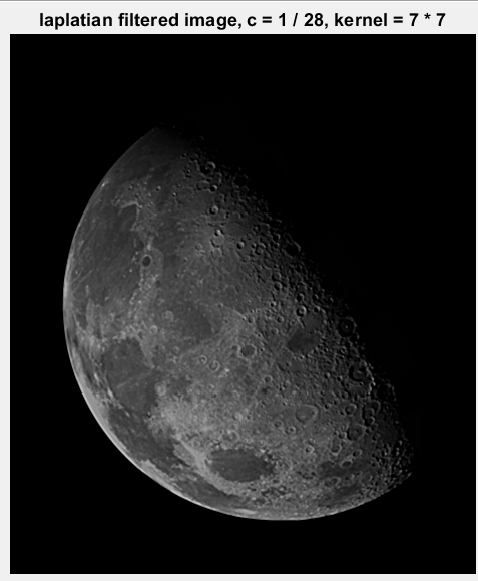 laplatian filtered image, c = 1 / 28, kernel = 7 * 7